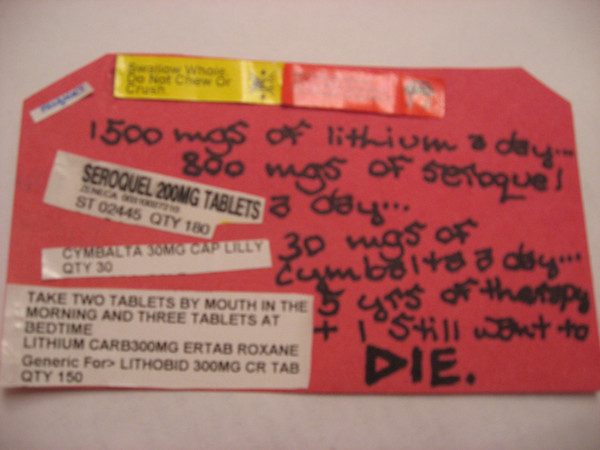 Swallow Whole.
Do Not Chew Or
Crush
1500 mgs of lithium a day...
800 mgs of seroquel
a day...
SEROQUEL 200MG TABLETS
ST 02445 QTY 180
30 mgs of
cymbalta a day...
CYMBALTA 30MG CAP LILLY
QTY 30
5 yrs of therapy
+ I still want to
DIE.
TAKE TWO TABLETS BY MOUTH IN THE
MORNING AND THREE TABLETS AT
BEDTIME
LITHIUM CARB300MG ERTAB ROXANE
Generic For> LITHOBID 300MG CR TAB
QTY 150